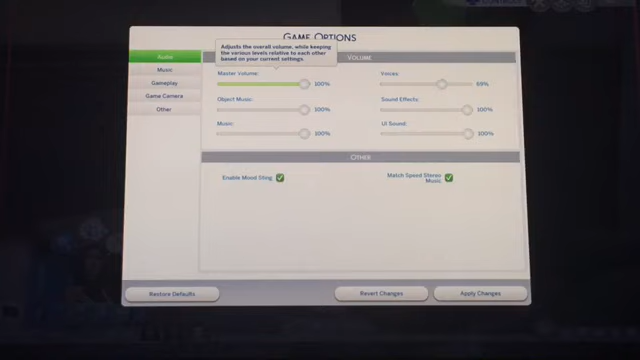 GAME OPTIONS
Adjusts the overall volume, while keeping
the various levels relative to each other
based on your current settings.
Audio
Music
Gameplay
Game Camera
Other
VOLUME
Master Volume:
100%
Voices:
69%
Object Music:
100%
Sound Effects:
100%
Music:
100%
UI Sound:
100%
OTHER
Enable Mood Sting
Match Speed Stereo
Music
Restore Defaults
Revert Changes
Apply Changes